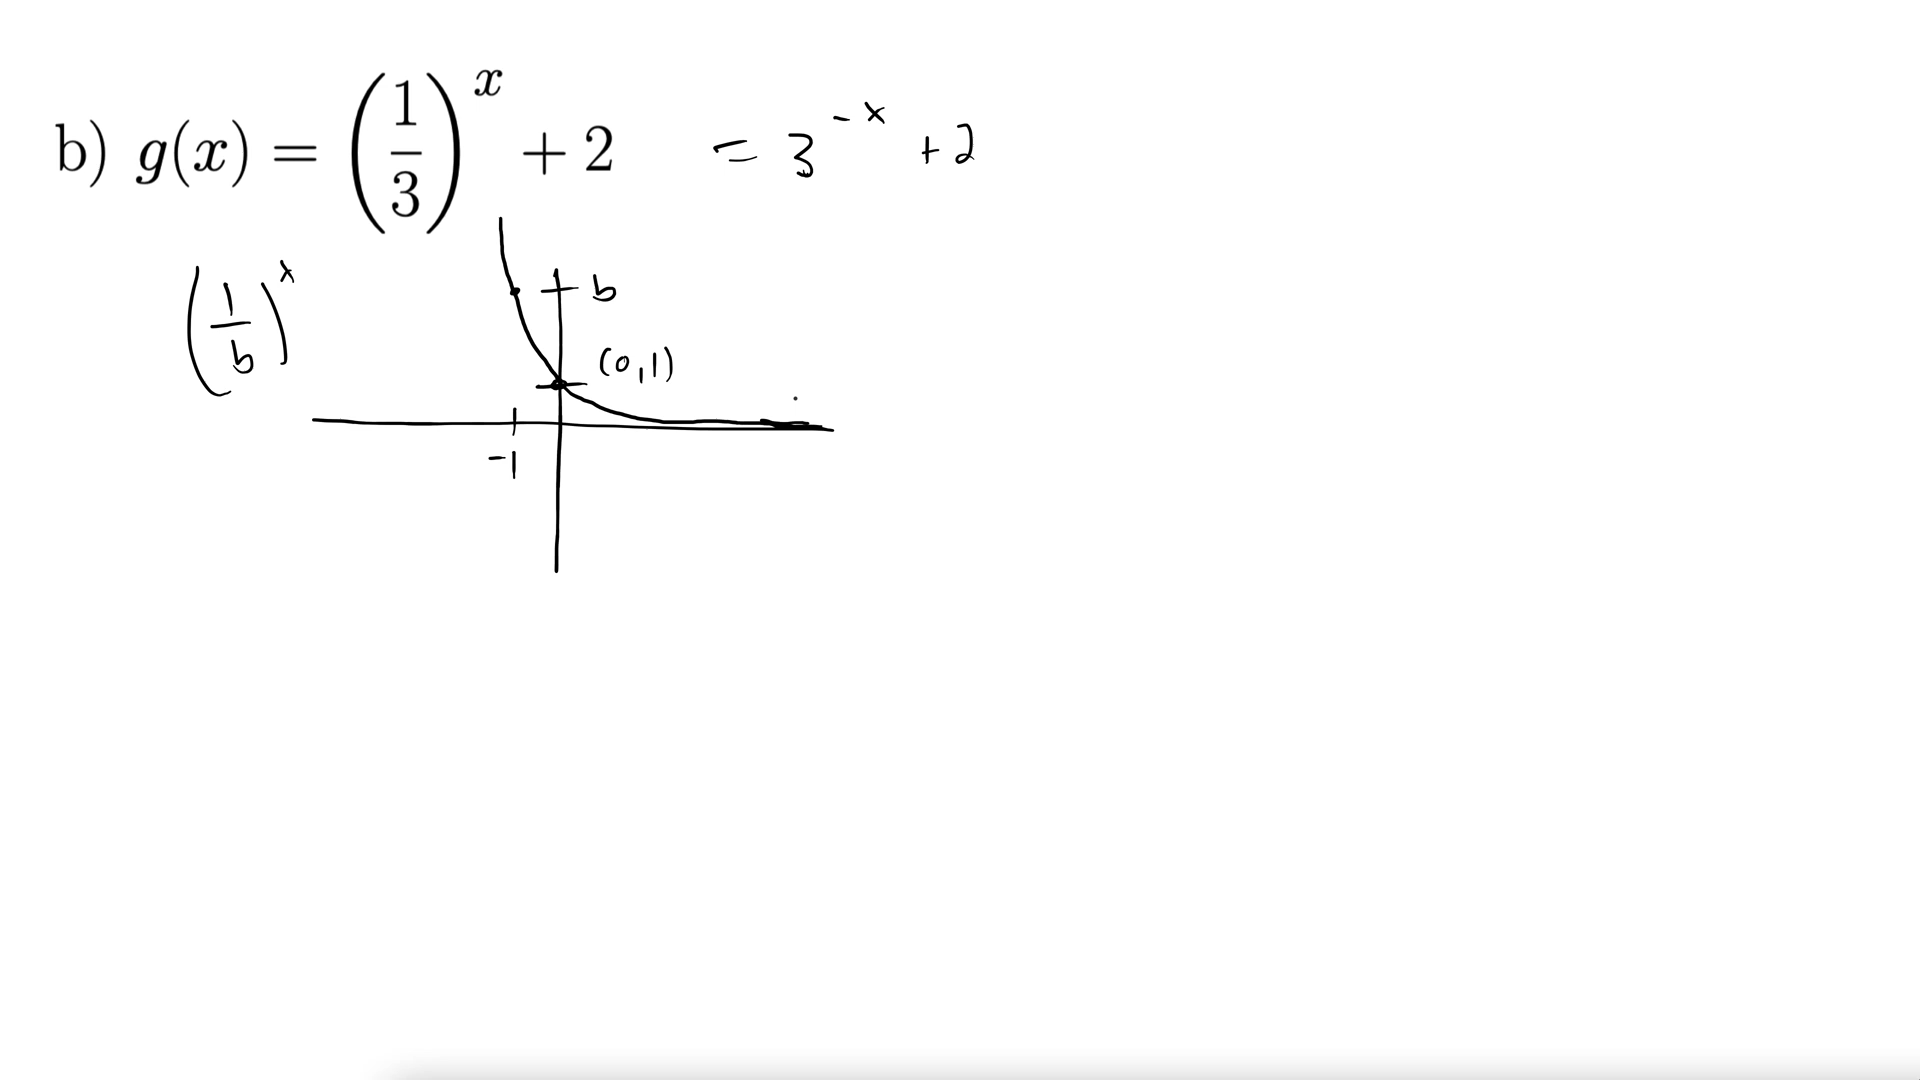 b) g(x) = (1/3)^x + 2 = 3^{-x} + 2
(1/b)^x
b
(0,1)
-1